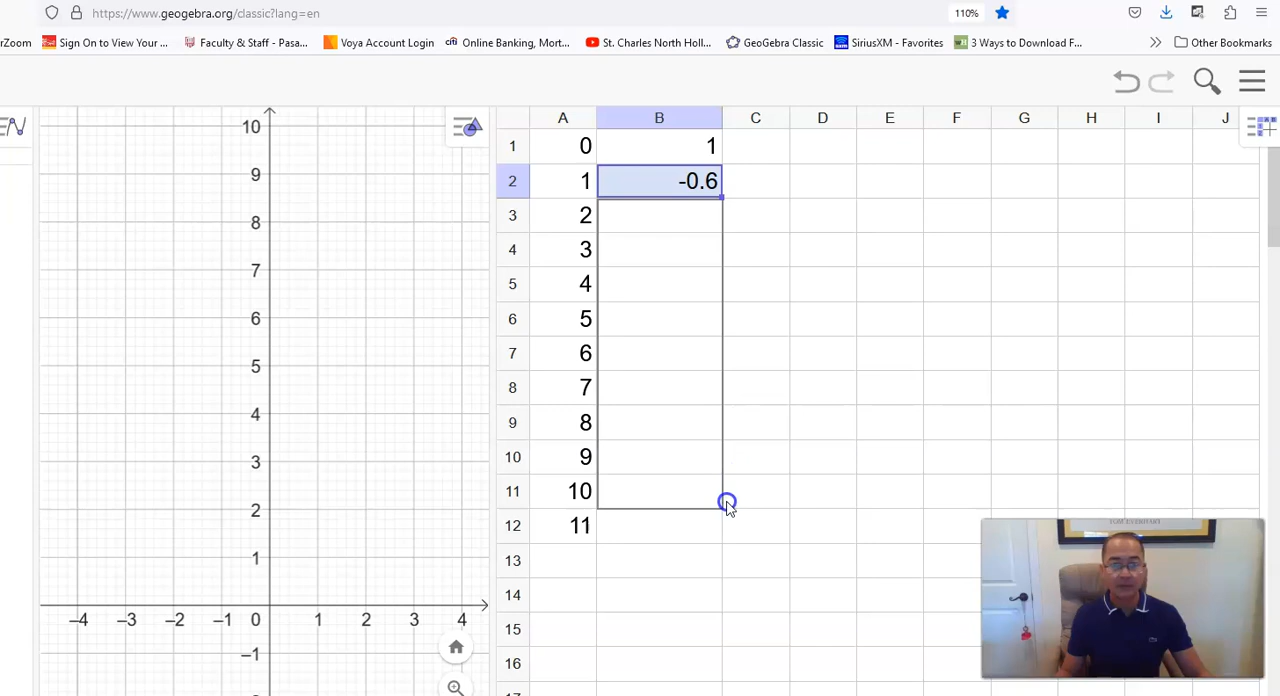 https://www.geogebra.org/classic?lang=en
110%
rZoom
Sign On to View Your ...
Faculty & Staff - Pasa...
Voya Account Login
Online Banking, Mort...
St. Charles North Holl...
GeoGebra Classic
SiriusXM - Favorites
3 Ways to Download F...
Other Bookmarks
A B C D E F G H I J
1 0 1
2 1 -0.6
3 2
4 3
5 4
6 5
7 6
8 7
9 8
10 9
11 10
12 11
13
14
15
16
10
9
8
7
6
5
4
3
2
1
−4 −3 −2 −1 0 1 2 3 4
−1